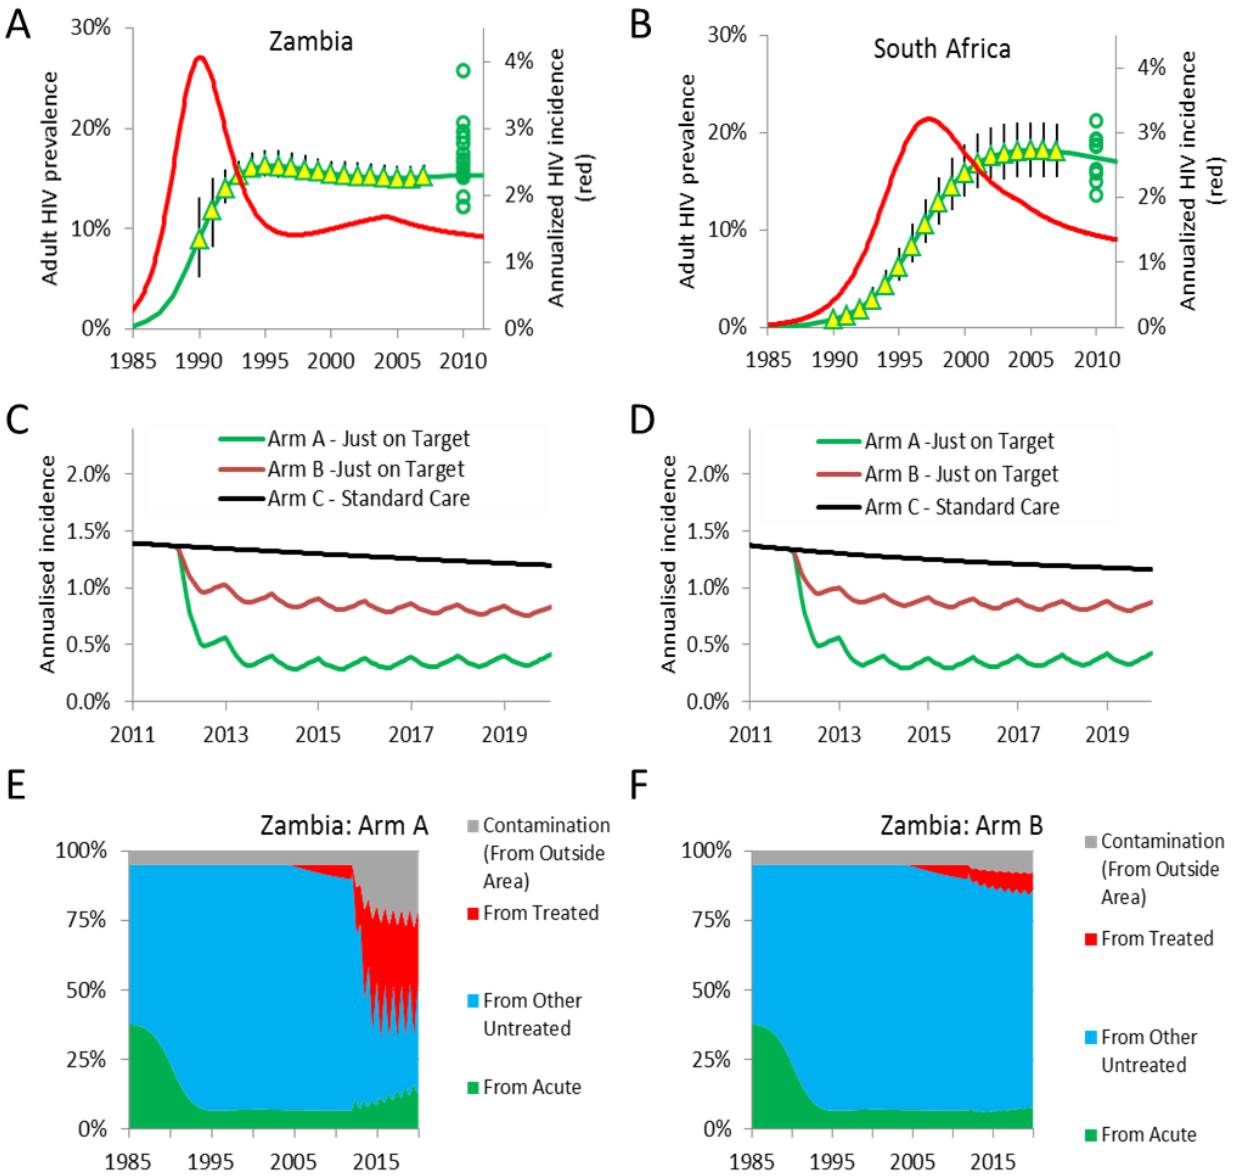 A
Zambia
30%
20%
10%
0%
Adult HIV prevalence
4%
3%
2%
1%
0%
Annualized HIV incidence
(red)
1985 1990 1995 2000 2005 2010
B
South Africa
30%
20%
10%
0%
Adult HIV prevalence
4%
3%
2%
1%
0%
Annualized HIV incidence
(red)
1985 1990 1995 2000 2005 2010
C
Arm A - Just on Target
Arm B - Just on Target
Arm C - Standard Care
2.0%
1.5%
1.0%
0.5%
0.0%
Annualised incidence
2011 2013 2015 2017 2019
D
Arm A -Just on Target
Arm B -Just on Target
Arm C - Standard Care
2.0%
1.5%
1.0%
0.5%
0.0%
Annualised incidence
2011 2013 2015 2017 2019
E
Zambia: Arm A
100%
75%
50%
25%
0%
1985 1995 2005 2015
Contamination
(From Outside
Area)
From Treated
From Other
Untreated
From Acute
F
Zambia: Arm B
100%
75%
50%
25%
0%
1985 1995 2005 2015
Contamination
(From Outside
Area)
From Treated
From Other
Untreated
From Acute